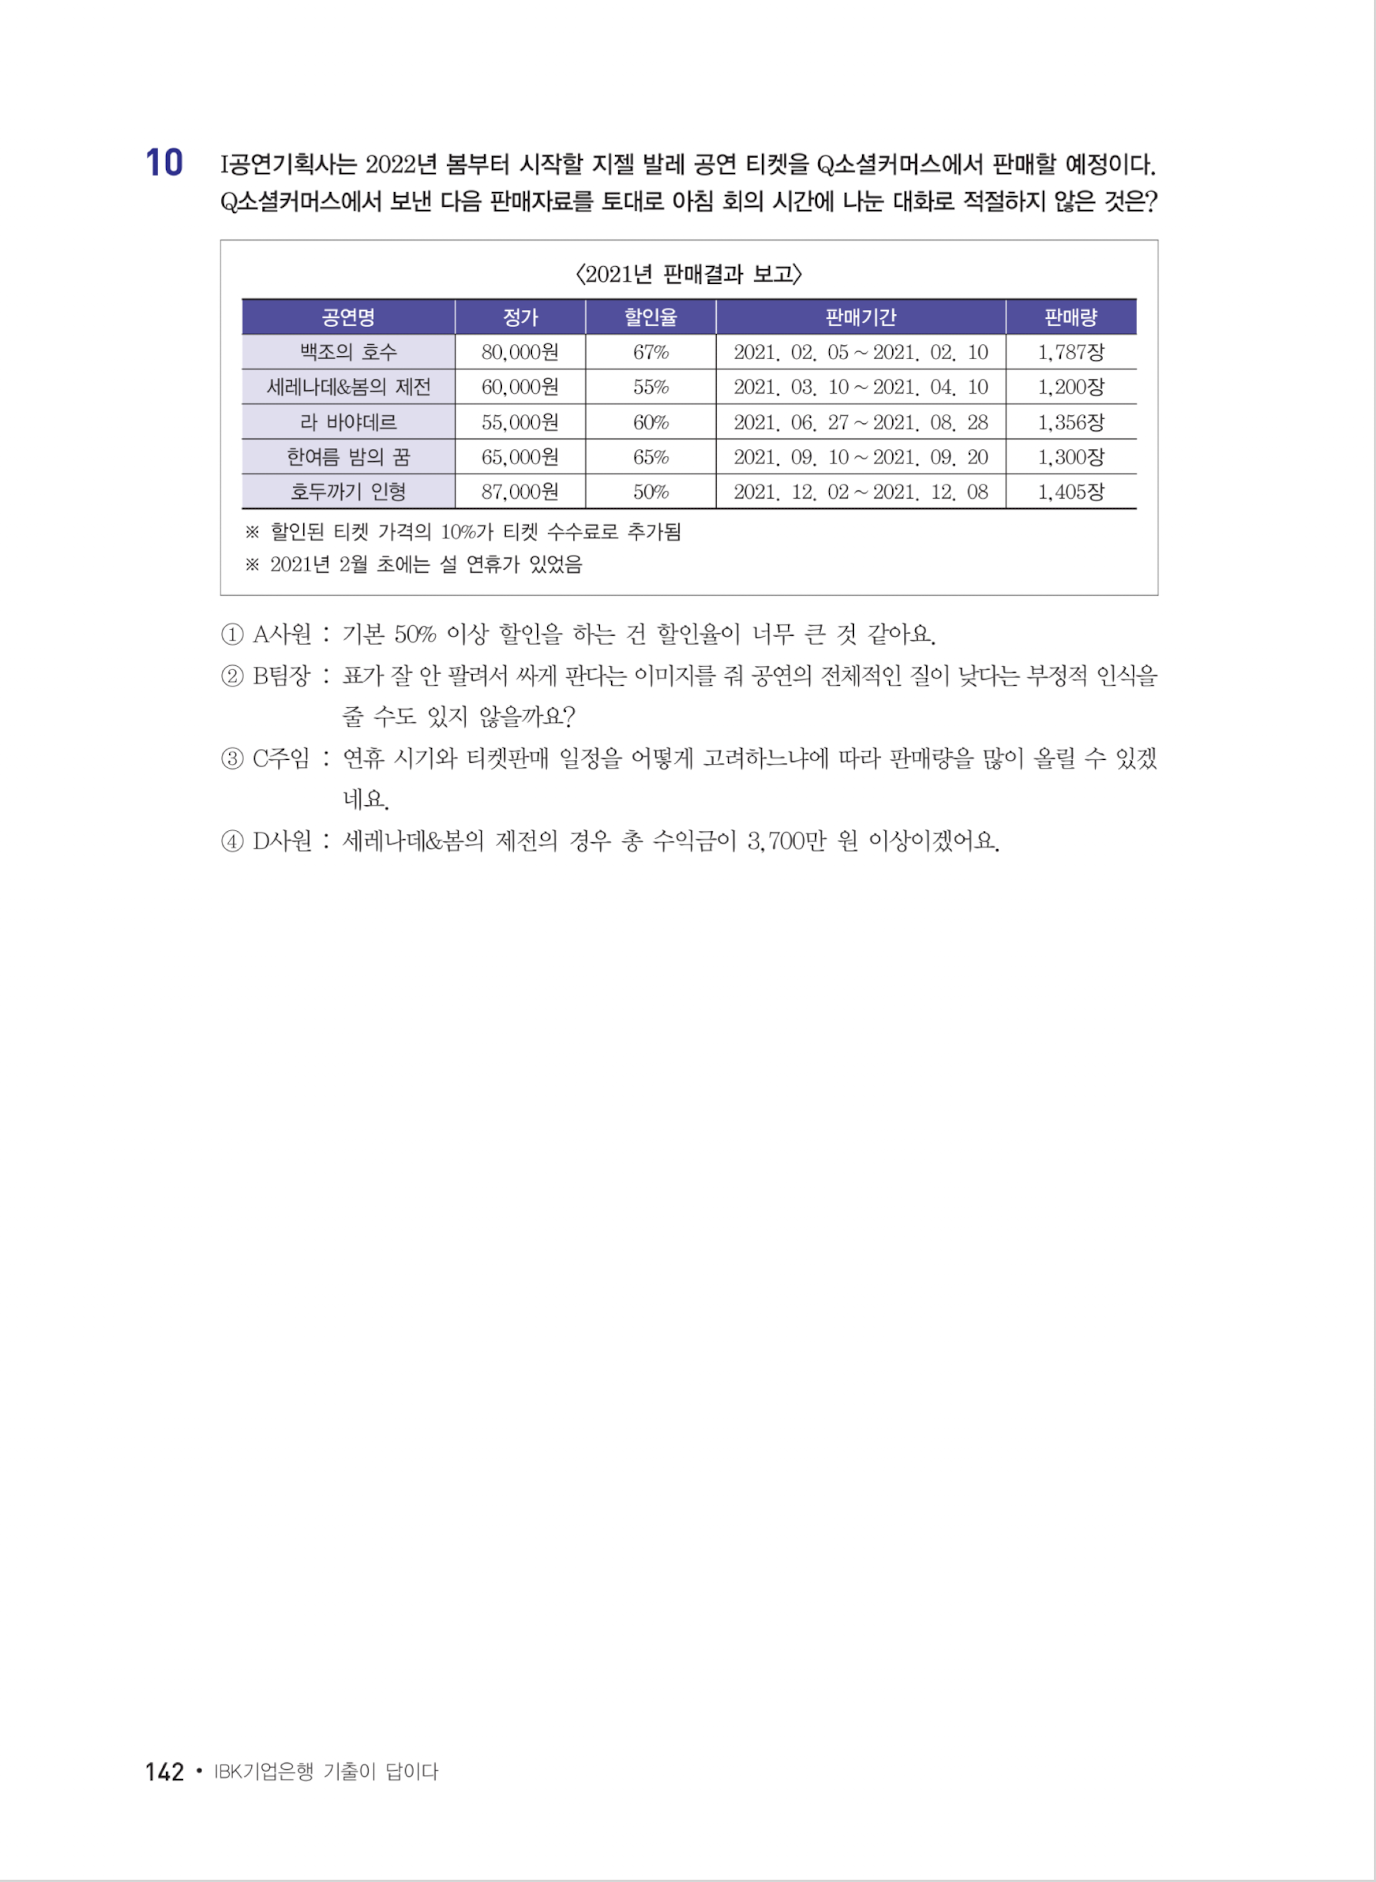 10 I공연기획사는 2022년 봄부터 시작할 지젤 발레 공연 티켓을 Q소셜커머스에서 판매할 예정이다.
Q소셜커머스에서 보낸 다음 판매자료를 토대로 아침 회의 시간에 나눈 대화로 적절하지 않은 것은?
〈2021년 판매결과 보고〉
공연명 정가 할인율 판매기간 판매량
백조의 호수 80,000원 67% 2021. 02. 05 ~ 2021. 02. 10 1,787장
세레나데&봄의 제전 60,000원 55% 2021. 03. 10 ~ 2021. 04. 10 1,200장
라 바야데르 55,000원 60% 2021. 06. 27 ~ 2021. 08. 28 1,356장
한여름 밤의 꿈 65,000원 65% 2021. 09. 10 ~ 2021. 09. 20 1,300장
호두까기 인형 87,000원 50% 2021. 12. 02 ~ 2021. 12. 08 1,405장
※ 할인된 티켓 가격의 10%가 티켓 수수료로 추가됨
※ 2021년 2월 초에는 설 연휴가 있었음
① A사원 : 기본 50% 이상 할인을 하는 건 할인율이 너무 큰 것 같아요.
② B팀장 : 표가 잘 안 팔려서 싸게 판다는 이미지를 줘 공연의 전체적인 질이 낮다는 부정적 인식을
줄 수도 있지 않을까요?
③ C주임 : 연휴 시기와 티켓판매 일정을 어떻게 고려하느냐에 따라 판매량을 많이 올릴 수 있겠
네요.
④ D사원 : 세레나데&봄의 제전의 경우 총 수익금이 3,700만 원 이상이겠어요.
142 • IBK기업은행 기출이 답이다